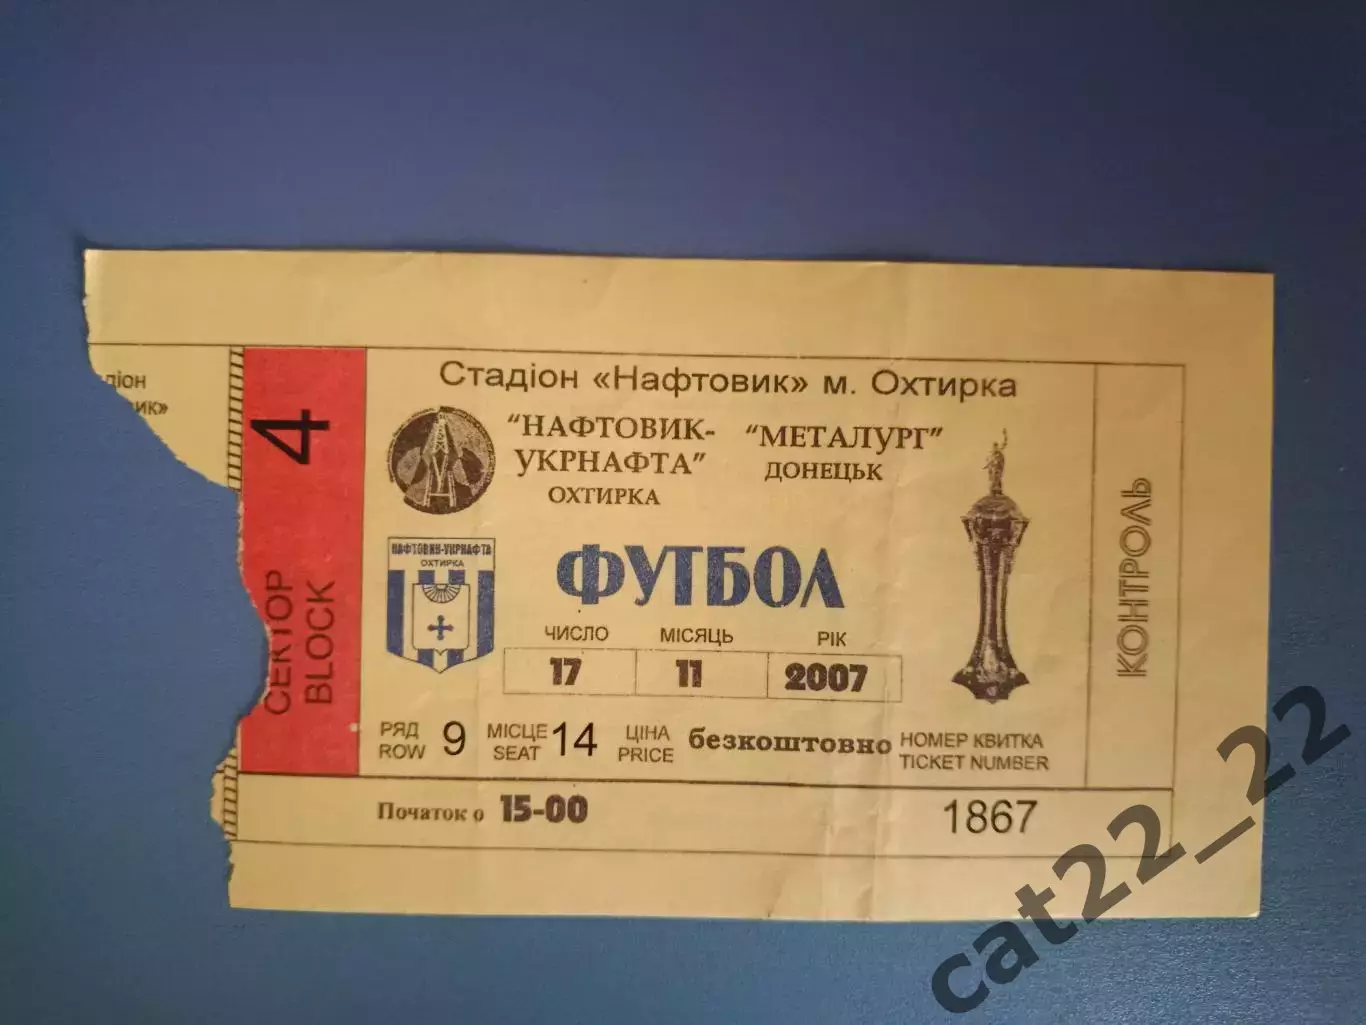 Стадіон «Нафтовик» м. Охтирка
"НАФТОВИК-
УКРНАФТА"
ОХТИРКА
"МЕТАЛУРГ"
ДОНЕЦЬК
НАФТОВИК-УКРНАФТА
ОХТИРКА
ФУТБОЛ
ЧИСЛО МІСЯЦЬ РІК
17 11 2007
РЯД
ROW 9
МІСЦЕ
SEAT 14
ЦІНА
PRICE безкоштовно
НОМЕР КВИТКА
TICKET NUMBER
1867
Початок о 15-00
СЕКТОР
BLOCK
4
КОНТРОЛЬ
cat22_22